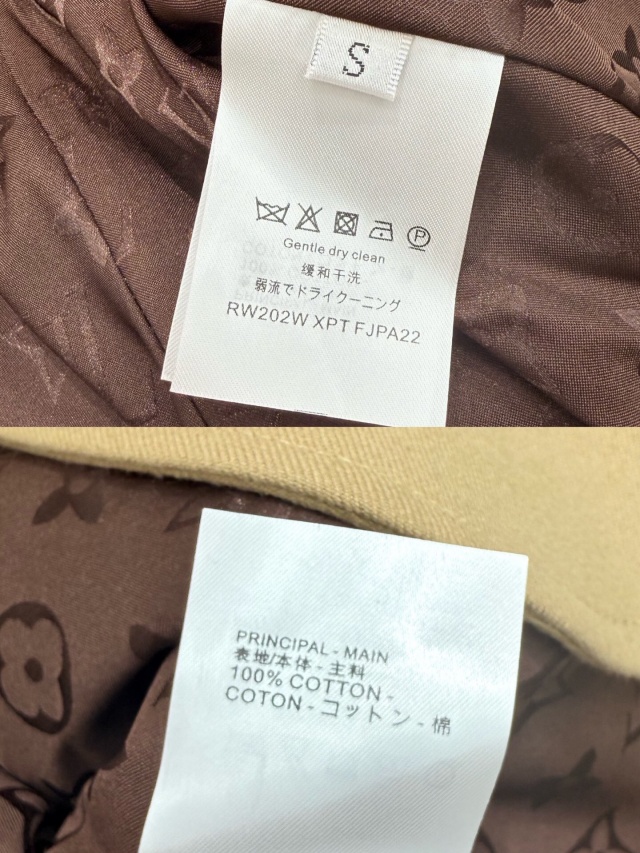 S
Gentle dry clean
缓和干洗
弱流でドライクーニング
RW202W XPT FJPA22
PRINCIPAL - MAIN
表地/本体 - 主料
100% COTTON -
COTON - コットン - 棉